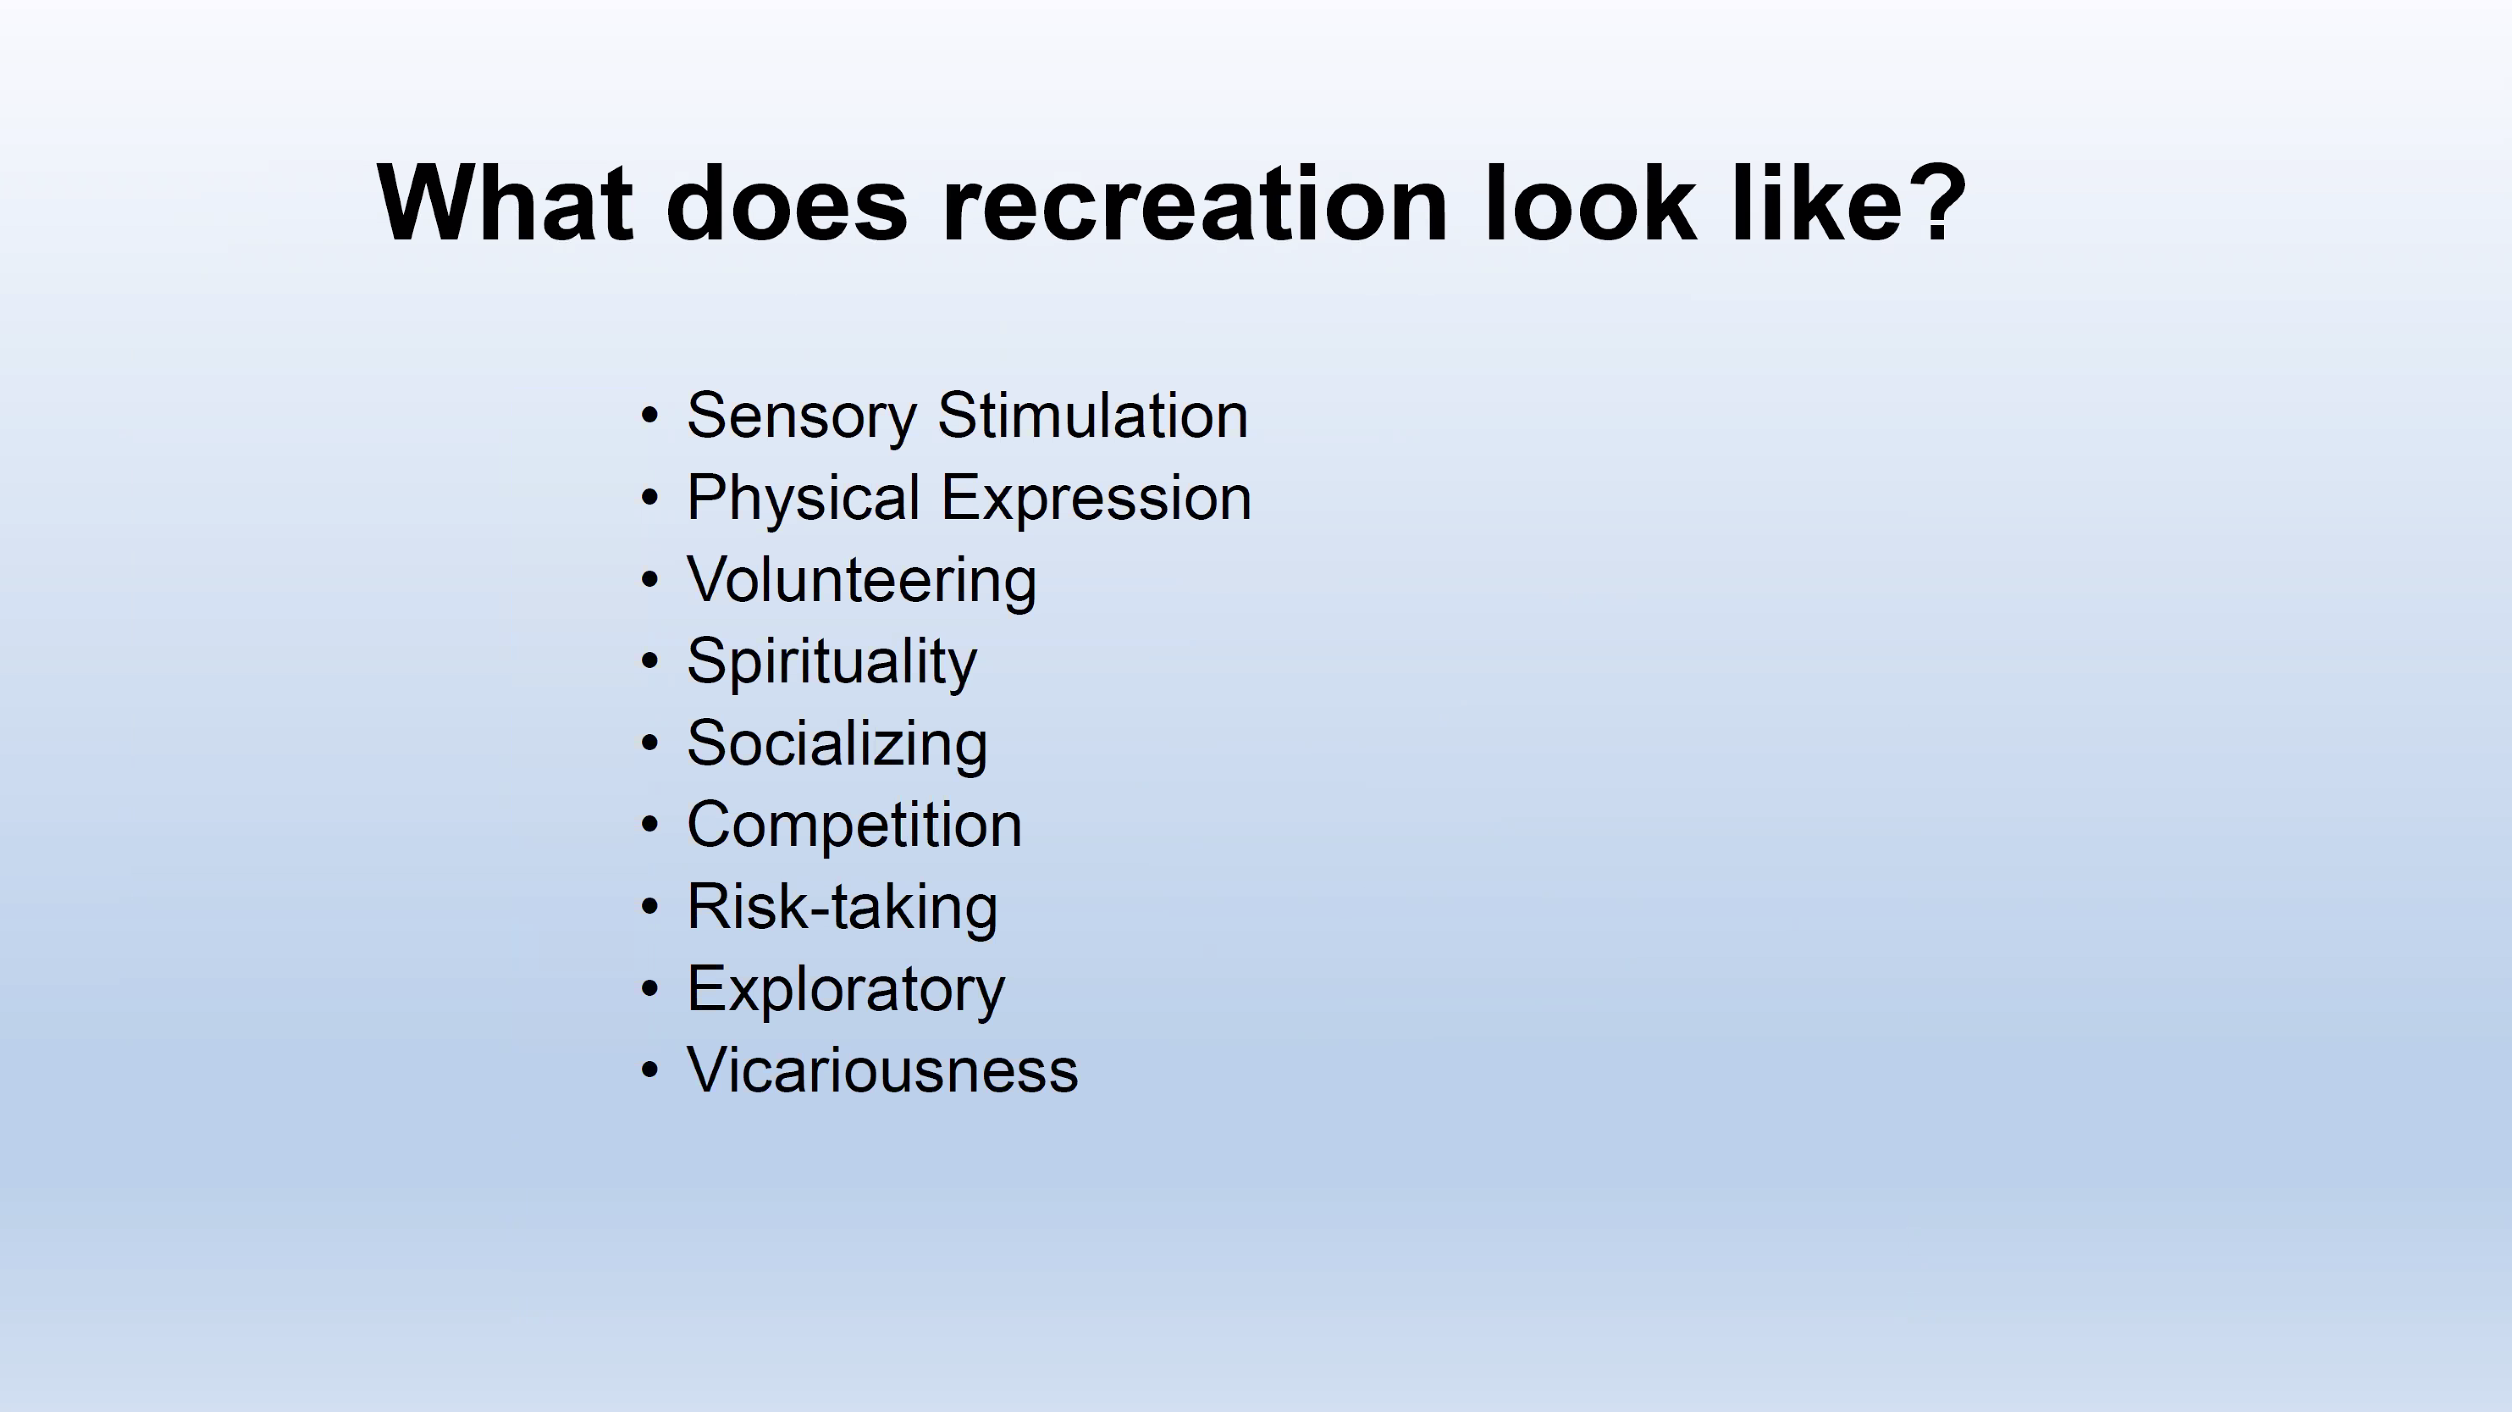 What does recreation look like?
• Sensory Stimulation
• Physical Expression
• Volunteering
• Spirituality
• Socializing
• Competition
• Risk-taking
• Exploratory
• Vicariousness